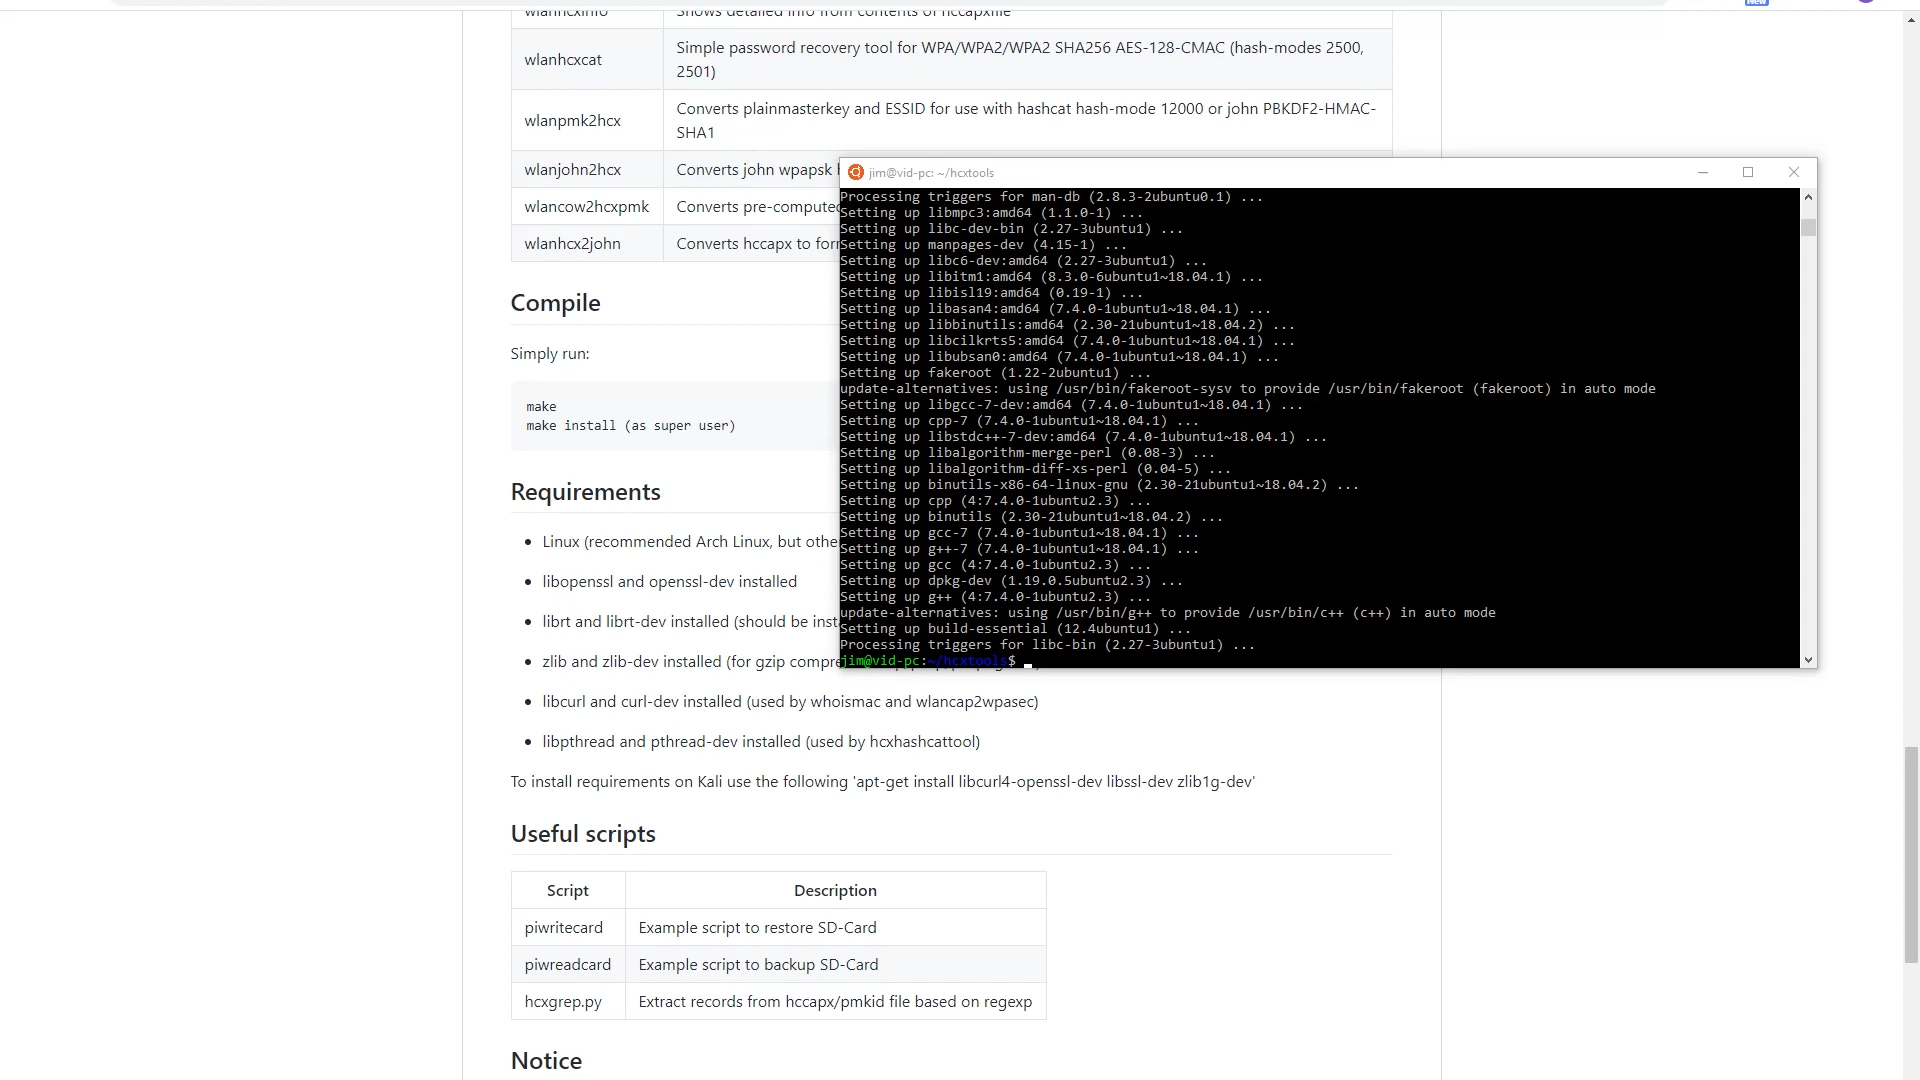 New
wlanhcxinfo Shows detailed info from contents of hccapxfile
wlanhcxcat Simple password recovery tool for WPA/WPA2/WPA2 SHA256 AES-128-CMAC (hash-modes 2500,
2501)
wlanpmk2hcx Converts plainmasterkey and ESSID for use with hashcat hash-mode 12000 or john PBKDF2-HMAC-
SHA1
wlanjohn2hcx Converts john wpapsk
wlancow2hcxpmk Converts pre-computed
wlanhcx2john Converts hccapx to
Compile
Simply run:
make
make install (as super user)
Requirements
Linux (recommended Arch Linux, but
libopenssl and openssl-dev installed
librt and librt-dev installed (should be
zlib and zlib-dev installed (for gzip
libcurl and curl-dev installed (used by whoismac and wlancap2wpasec)
libpthread and pthread-dev installed (used by hcxhashcattool)
To install requirements on Kali use the following 'apt-get install libcurl4-openssl-dev libssl-dev zlib1g-dev'
Useful scripts
Script Description
piwritecard Example script to restore SD-Card
piwreadcard Example script to backup SD-Card
hcxgrep.py Extract records from hccapx/pmkid file based on regexp
Notice
jim@vid-pc: ~/hcxtools
Processing triggers for man-db (2.8.3-2ubuntu0.1) ...
Setting up libmpc3:amd64 (1.1.0-1) ...
Setting up libc-dev-bin (2.27-3ubuntu1) ...
Setting up manpages-dev (4.15-1) ...
Setting up libc6-dev:amd64 (2.27-3ubuntu1) ...
Setting up libitm1:amd64 (8.3.0-6ubuntu1~18.04.1) ...
Setting up libisl19:amd64 (0.19-1) ...
Setting up libasan4:amd64 (7.4.0-1ubuntu1~18.04.1) ...
Setting up libbinutils:amd64 (2.30-21ubuntu1~18.04.2) ...
Setting up libcilkrts5:amd64 (7.4.0-1ubuntu1~18.04.1) ...
Setting up libubsan0:amd64 (7.4.0-1ubuntu1~18.04.1) ...
Setting up fakeroot (1.22-2ubuntu1) ...
update-alternatives: using /usr/bin/fakeroot-sysv to provide /usr/bin/fakeroot (fakeroot) in auto mode
Setting up libgcc-7-dev:amd64 (7.4.0-1ubuntu1~18.04.1) ...
Setting up cpp-7 (7.4.0-1ubuntu1~18.04.1) ...
Setting up libstdc++-7-dev:amd64 (7.4.0-1ubuntu1~18.04.1) ...
Setting up libalgorithm-merge-perl (0.08-3) ...
Setting up libalgorithm-diff-xs-perl (0.04-5) ...
Setting up binutils-x86-64-linux-gnu (2.30-21ubuntu1~18.04.2) ...
Setting up cpp (4:7.4.0-1ubuntu2.3) ...
Setting up binutils (2.30-21ubuntu1~18.04.2) ...
Setting up gcc-7 (7.4.0-1ubuntu1~18.04.1) ...
Setting up g++-7 (7.4.0-1ubuntu1~18.04.1) ...
Setting up gcc (4:7.4.0-1ubuntu2.3) ...
Setting up dpkg-dev (1.19.0.5ubuntu2.3) ...
Setting up g++ (4:7.4.0-1ubuntu2.3) ...
update-alternatives: using /usr/bin/g++ to provide /usr/bin/c++ (c++) in auto mode
Setting up build-essential (12.4ubuntu1) ...
Processing triggers for libc-bin (2.27-3ubuntu1) ...
jim@vid-pc:~/hcxtools$